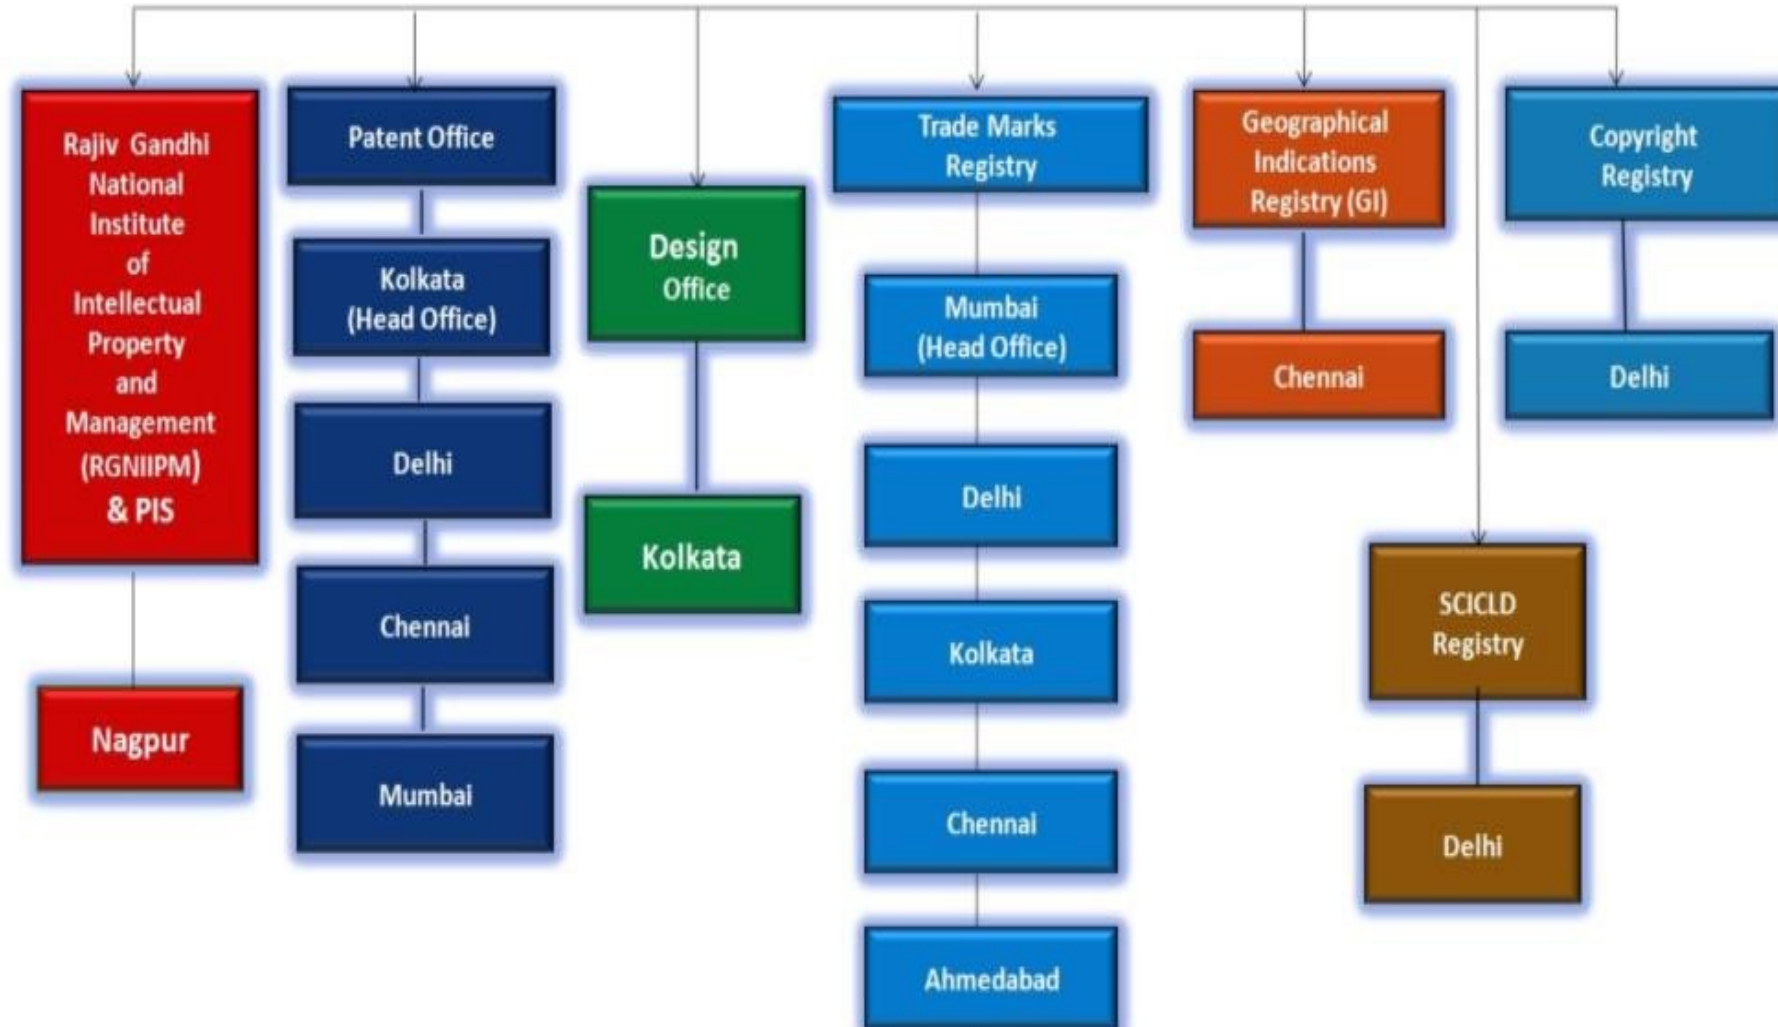 Rajiv Gandhi
National
Institute
of
Intellectual
Property
and
Management
(RGNIIPM)
& PIS
Nagpur
Patent Office
Kolkata
(Head Office)
Delhi
Chennai
Mumbai
Design
Office
Kolkata
Trade Marks
Registry
Mumbai
(Head Office)
Delhi
Kolkata
Chennai
Ahmedabad
Geographical
Indications
Registry (GI)
Chennai
Copyright
Registry
Delhi
SCICLD
Registry
Delhi